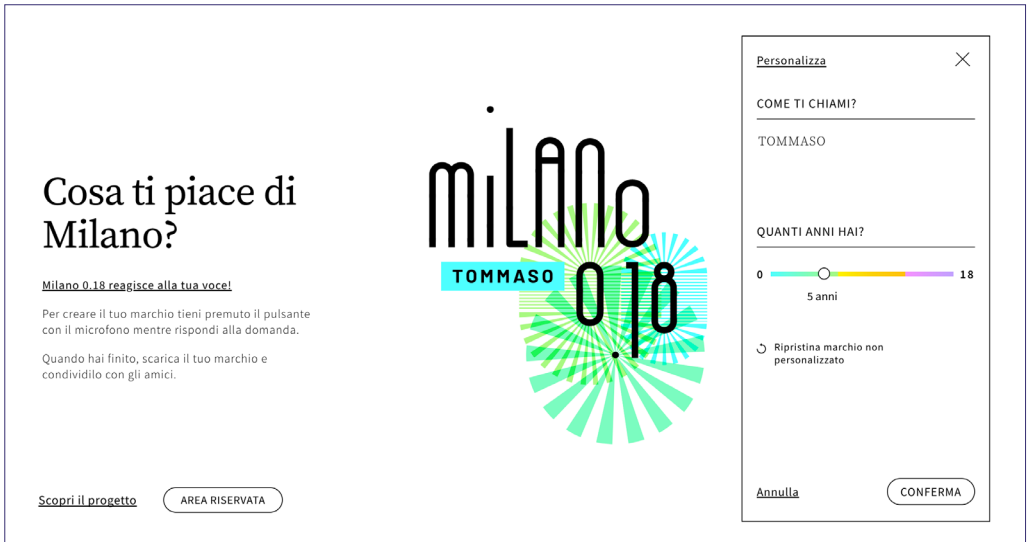 Cosa ti piace di
Milano?
Milano 0.18 reagisce alla tua voce!
Per creare il tuo marchio tieni premuto il pulsante
con il microfono mentre rispondi alla domanda.
Quando hai finito, scarica il tuo marchio e
condividilo con gli amici.
Scopri il progetto
AREA RISERVATA
miLANo
TOMMASO
0.18
Personalizza
COME TI CHIAMI?
TOMMASO
QUANTI ANNI HAI?
0
18
5 anni
Ripristina marchio non
personalizzato
Annulla
CONFERMA